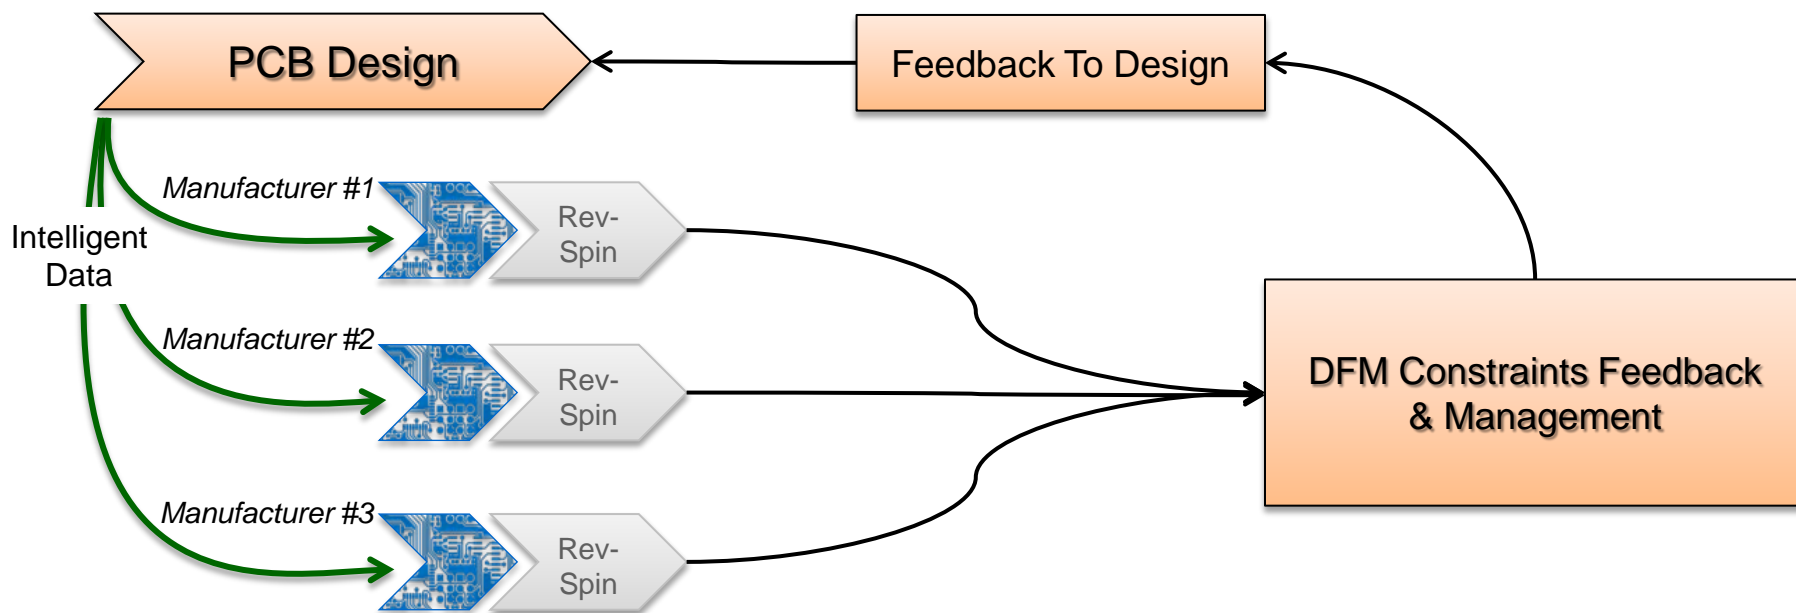 PCB Design
Feedback To Design
Manufacturer #1
Rev-
Spin
Intelligent
Data
Manufacturer #2
Rev-
Spin
DFM Constraints Feedback
& Management
Manufacturer #3
Rev-
Spin